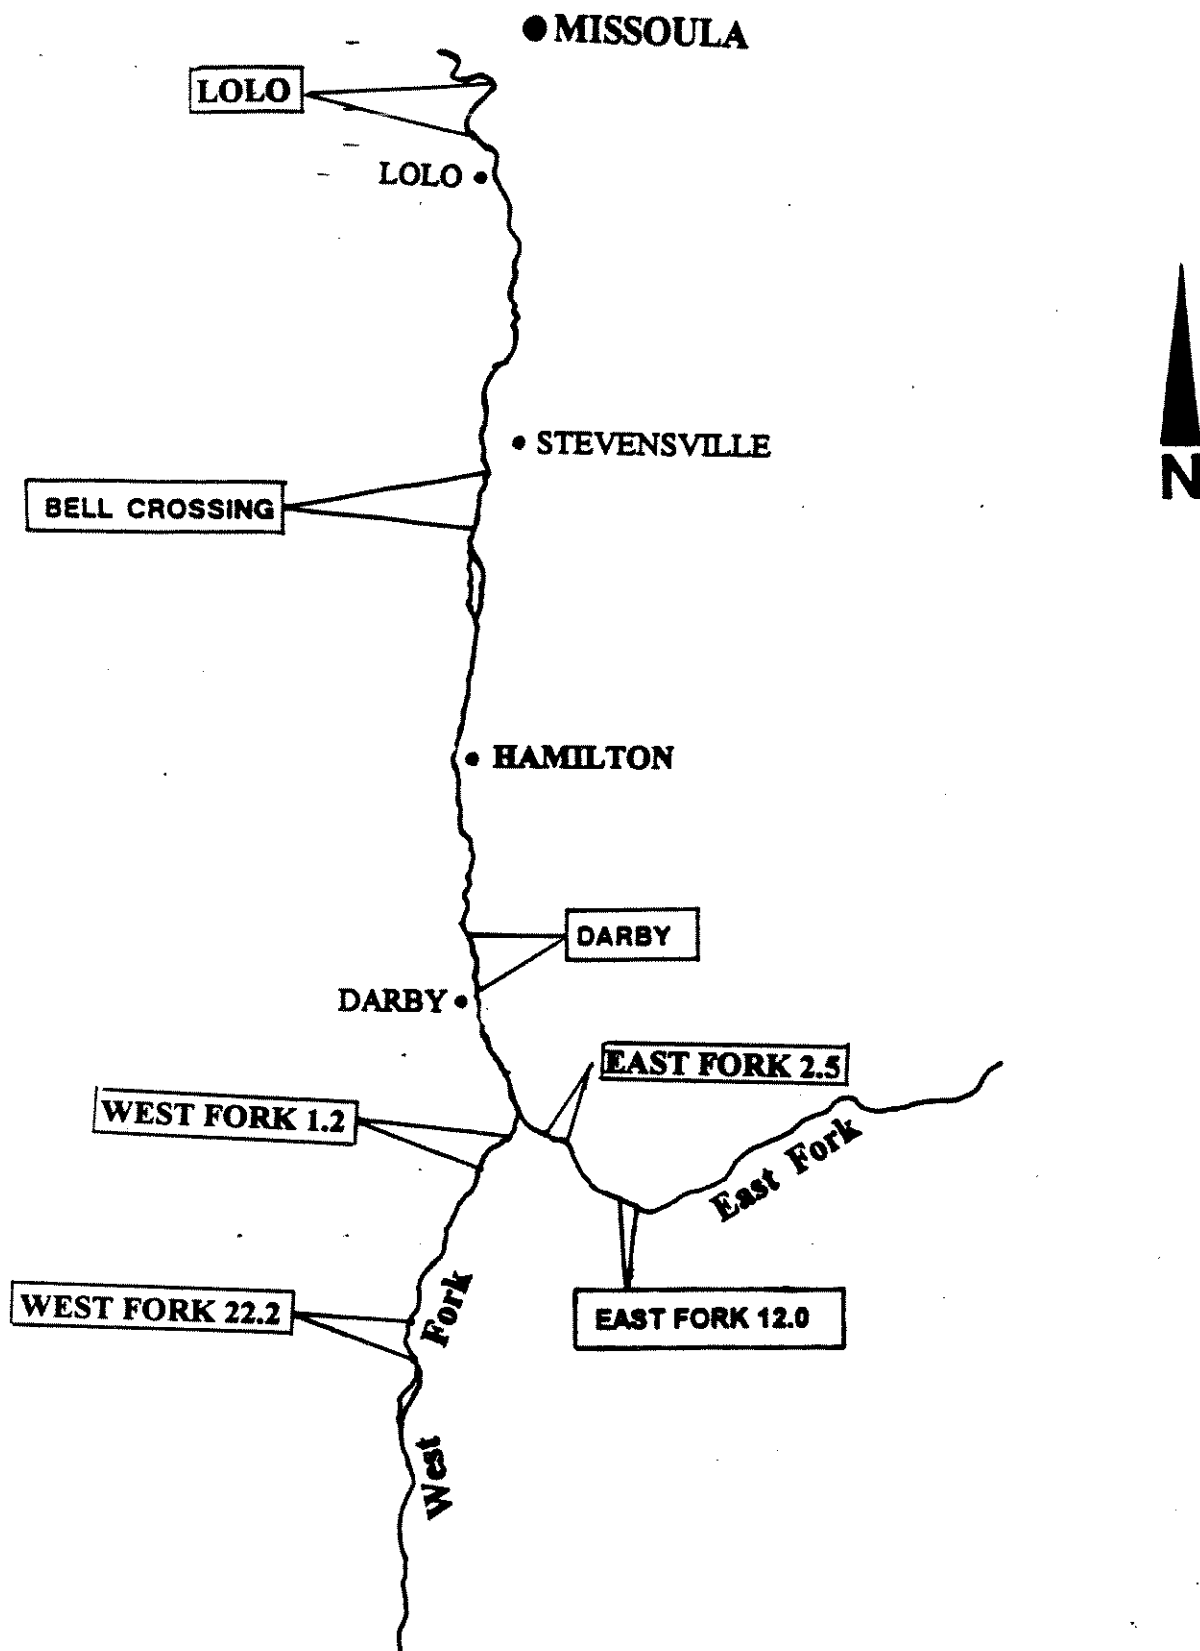 MISSOULA
LOLO
LOLO
STEVENSVILLE
N
BELL CROSSING
HAMILTON
DARBY
DARBY
EAST FORK 2.5
WEST FORK 1.2
East Fork
WEST FORK 22.2
EAST FORK 12.0
West Fork